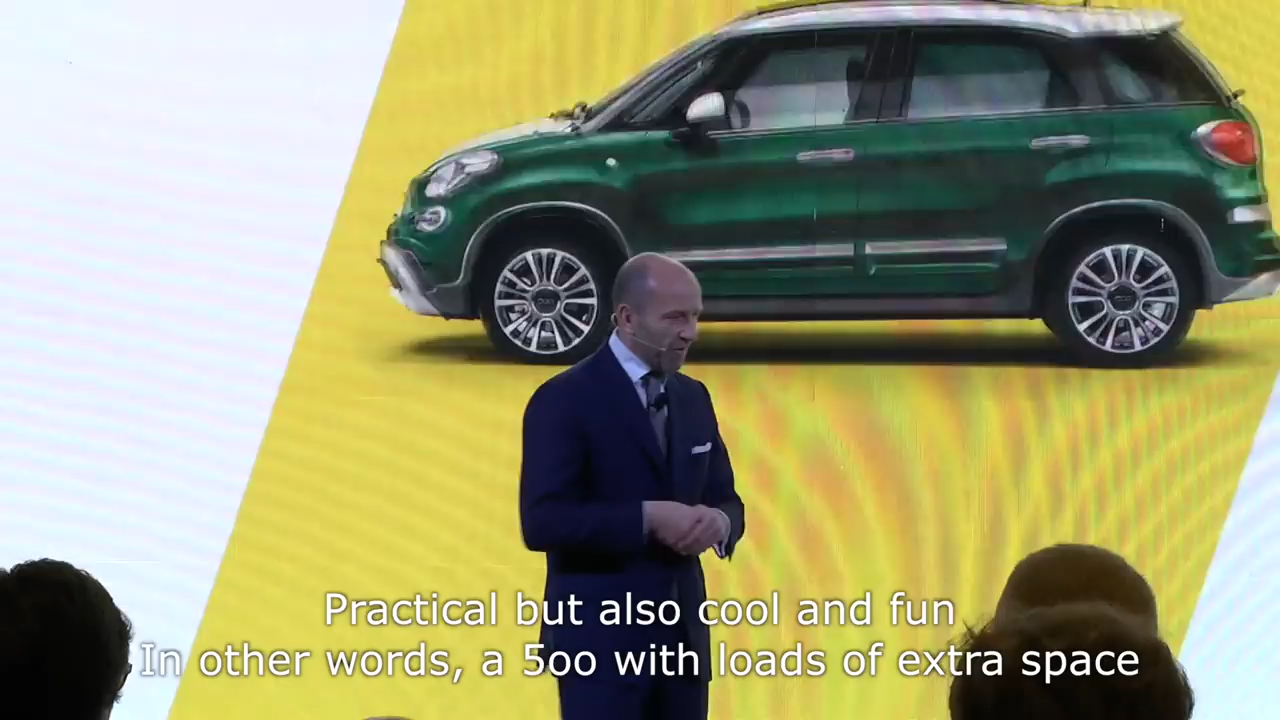 Practical but also cool and fun
In other words, a 5oo with loads of extra space